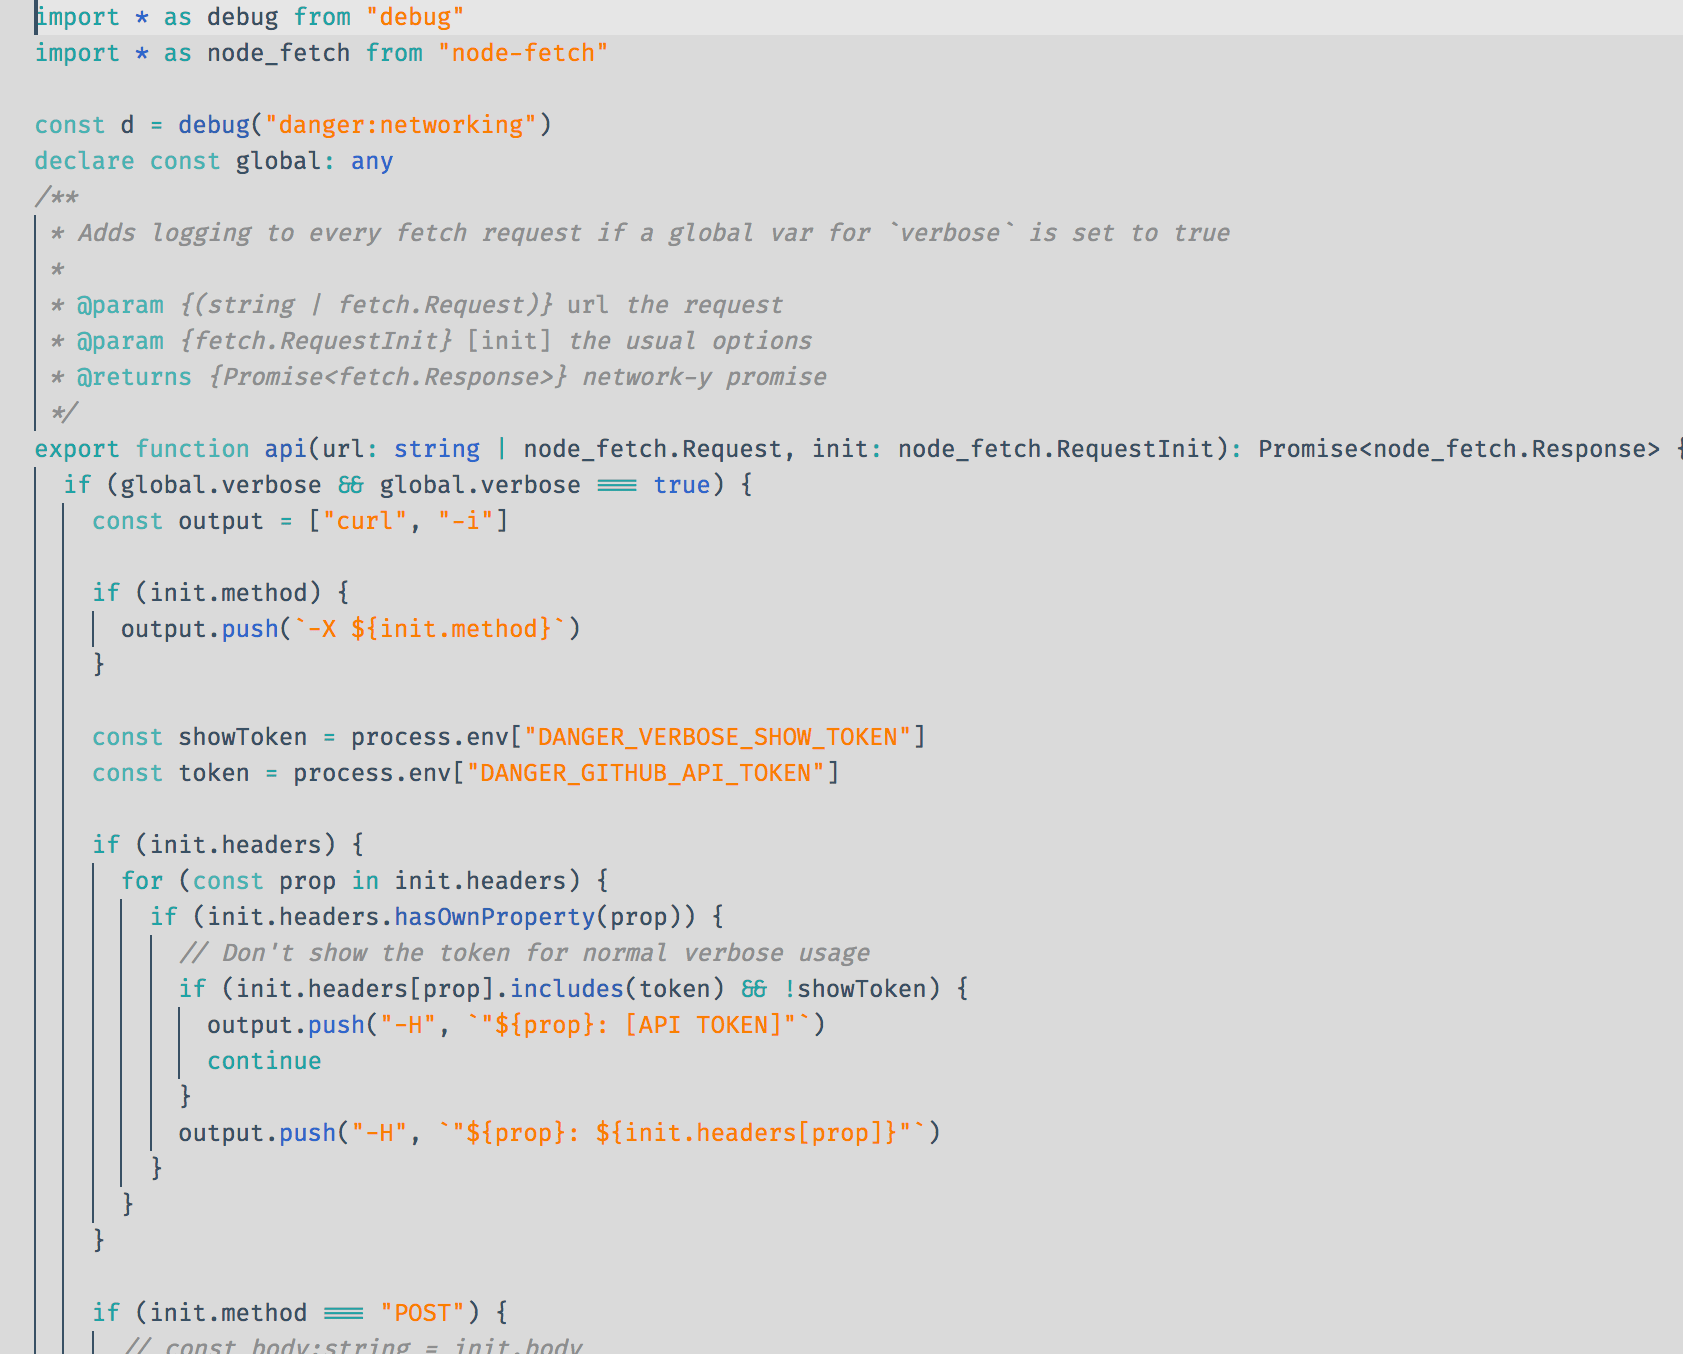 import * as debug from "debug"
import * as node_fetch from "node-fetch"

const d = debug("danger:networking")
declare const global: any
/**
 * Adds logging to every fetch request if a global var for `verbose` is set to true
 *
 * @param {(string | fetch.Request)} url the request
 * @param {fetch.RequestInit} [init] the usual options
 * @returns {Promise<fetch.Response>} network-y promise
 */
export function api(url: string | node_fetch.Request, init: node_fetch.RequestInit): Promise<node_fetch.Response> {
  if (global.verbose && global.verbose === true) {
    const output = ["curl", "-i"]

    if (init.method) {
      output.push(`-X ${init.method}`)
    }

    const showToken = process.env["DANGER_VERBOSE_SHOW_TOKEN"]
    const token = process.env["DANGER_GITHUB_API_TOKEN"]

    if (init.headers) {
      for (const prop in init.headers) {
        if (init.headers.hasOwnProperty(prop)) {
          // Don't show the token for normal verbose usage
          if (init.headers[prop].includes(token) && !showToken) {
            output.push("-H", `"${prop}: [API TOKEN]"`)
            continue
          }
          output.push("-H", `"${prop}: ${init.headers[prop]}"`)
        }
      }
    }

    if (init.method === "POST") {
      // const body:string = init.body